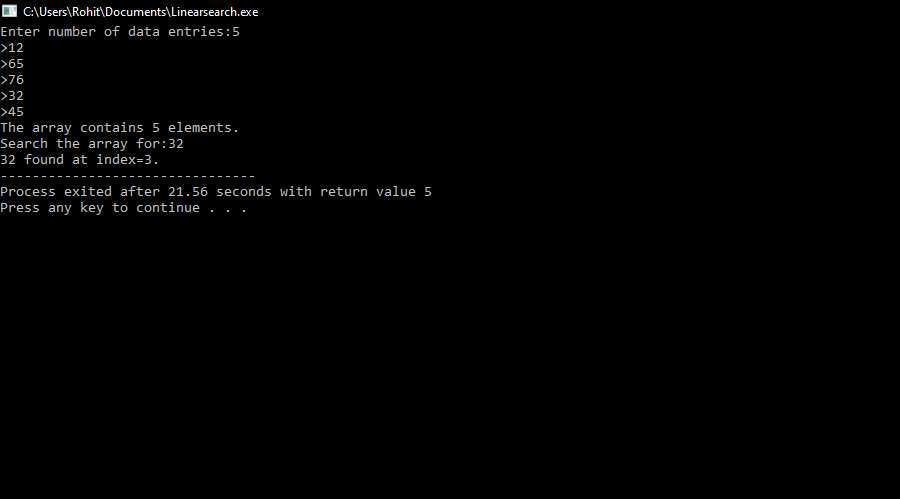 C:\Users\Rohit\Documents\Linearsearch.exe
Enter number of data entries:5
>12
>65
>76
>32
>45
The array contains 5 elements.
Search the array for:32
32 found at index=3.
--------------------------------
Process exited after 21.56 seconds with return value 5
Press any key to continue . . .